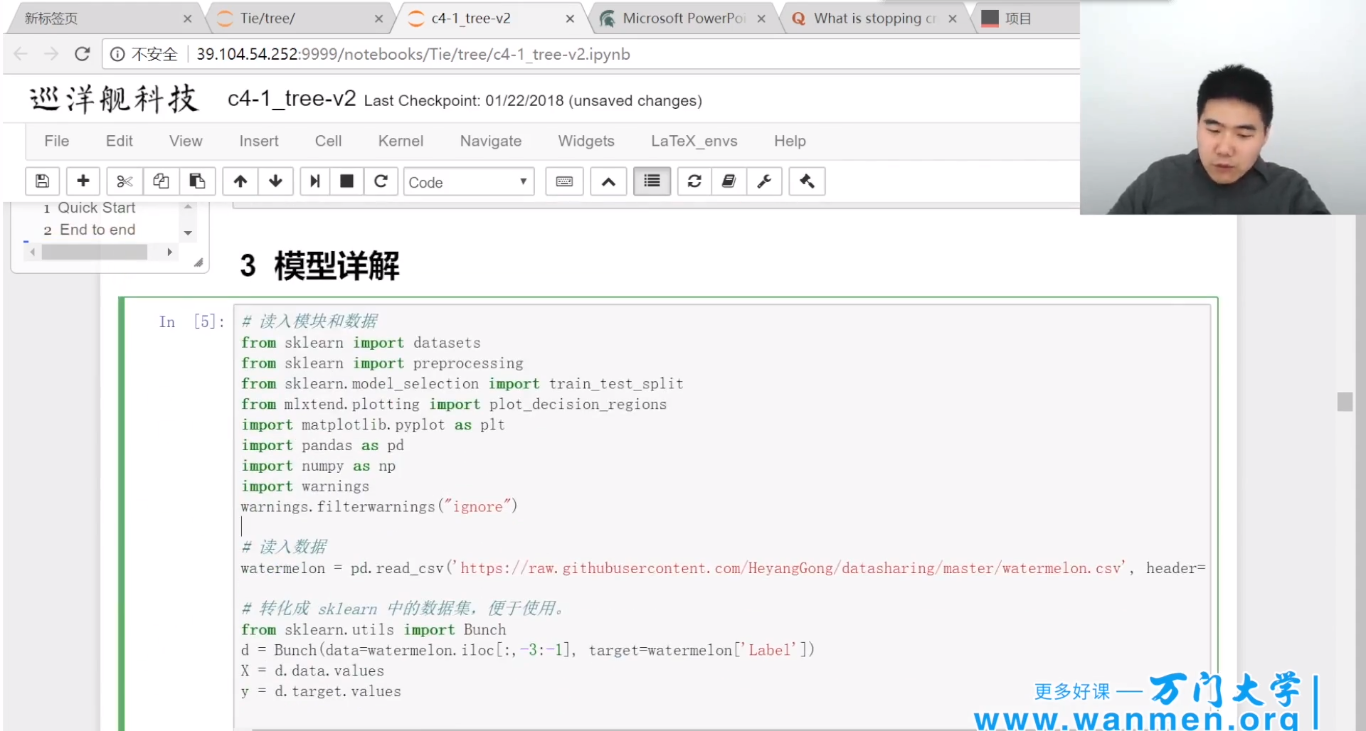 新标签页
Tie/tree/
c4-1_tree-v2
Microsoft PowerPoi
What is stopping cr
项目
不安全
39.104.54.252:9999/notebooks/Tie/tree/c4-1_tree-v2.ipynb
巡洋舰科技
c4-1_tree-v2 Last Checkpoint: 01/22/2018 (unsaved changes)
File Edit View Insert Cell Kernel Navigate Widgets LaTeX_envs Help
Code
1 Quick Start
2 End to end
3 模型详解
In [5]:
# 读入模块和数据
from sklearn import datasets
from sklearn import preprocessing
from sklearn.model_selection import train_test_split
from mlxtend.plotting import plot_decision_regions
import matplotlib.pyplot as plt
import pandas as pd
import numpy as np
import warnings
warnings.filterwarnings("ignore")
# 读入数据
watermelon = pd.read_csv('https://raw.githubusercontent.com/HeyangGong/datasharing/master/watermelon.csv', header=
# 转化成 sklearn 中的数据集，便于使用。
from sklearn.utils import Bunch
d = Bunch(data=watermelon.iloc[:,-3:-1], target=watermelon['Label'])
X = d.data.values
y = d.target.values
更多好课 — 万门大学
www.wanmen.org